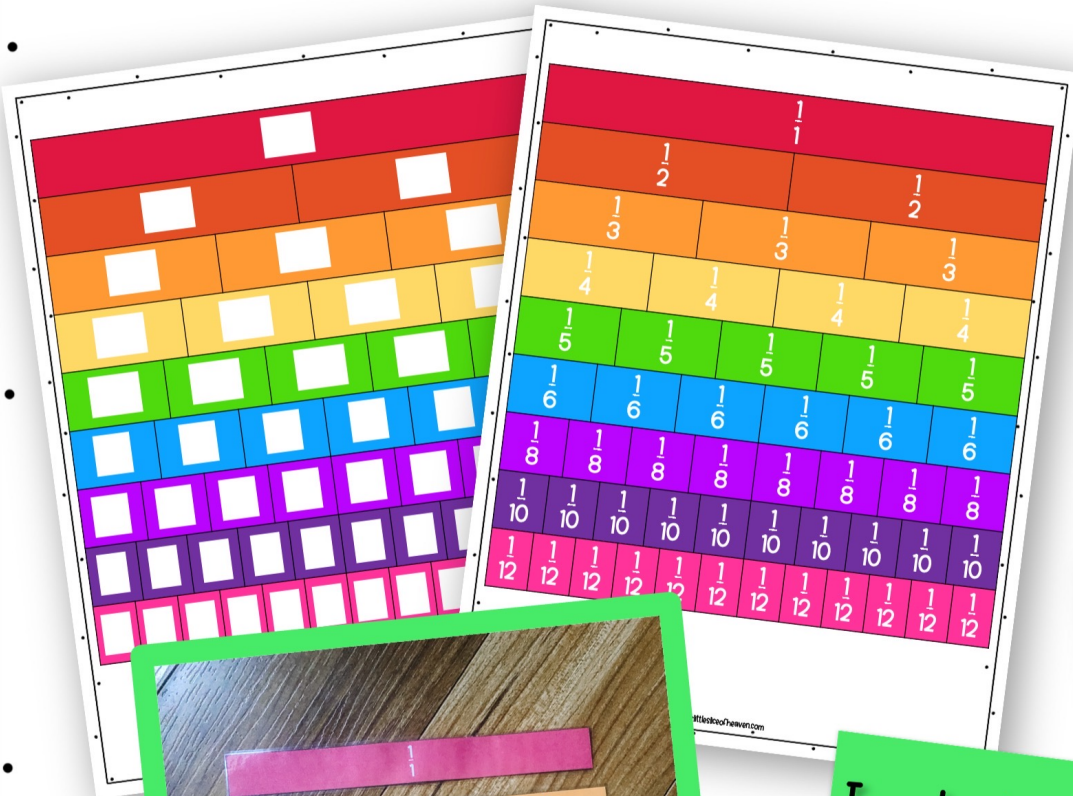 1/1
1/2 1/2
1/3 1/3 1/3
1/4 1/4 1/4 1/4
1/5 1/5 1/5 1/5 1/5
1/6 1/6 1/6 1/6 1/6 1/6
1/8 1/8 1/8 1/8 1/8 1/8 1/8 1/8
1/10 1/10 1/10 1/10 1/10 1/10 1/10 1/10 1/10 1/10
1/12 1/12 1/12 1/12 1/12 1/12 1/12 1/12 1/12 1/12 1/12 1/12
littlesliceofheaven.com
1/1